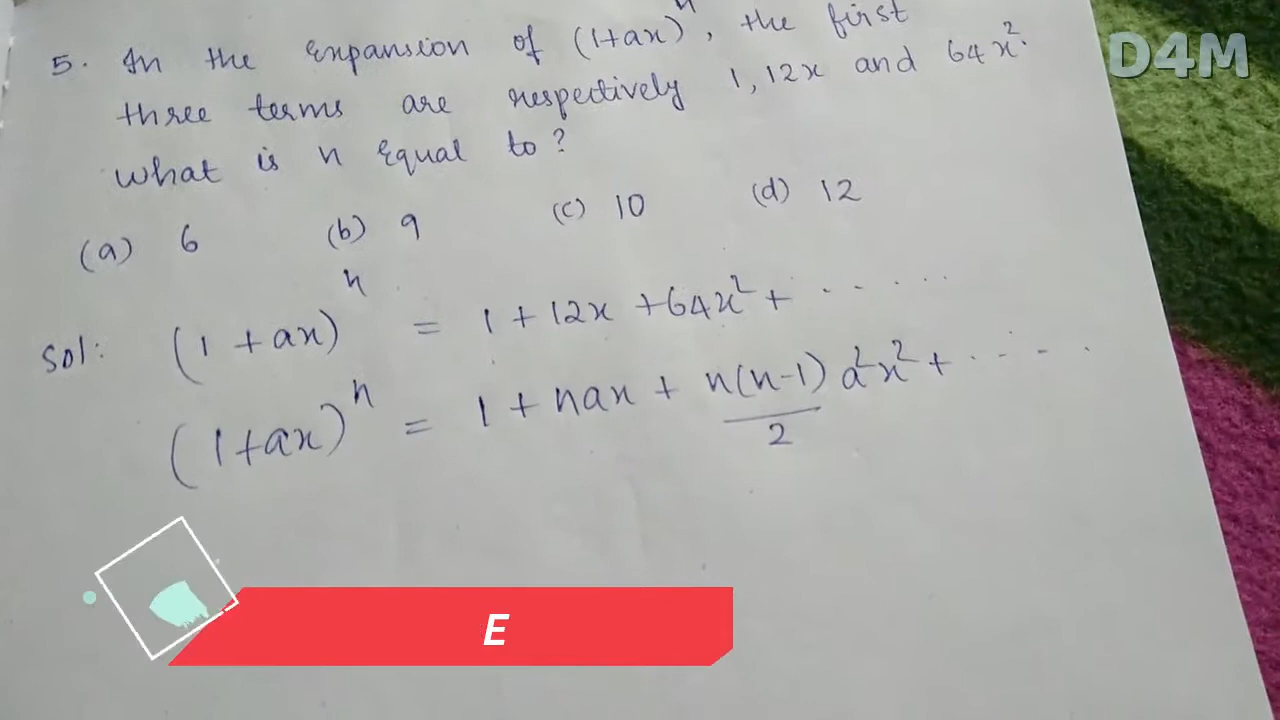 D4M
5. In the expansion of (1+ax)ⁿ, the first
three terms are respectively 1, 12x and 64x².
what is n equal to?
(a) 6 (b) 9 (c) 10 (d) 12
Sol: (1+ax)ⁿ = 1 + 12x + 64x² + ......
(1+ax)ⁿ = 1 + nax + n(n-1)/2 a²x² + .....
E